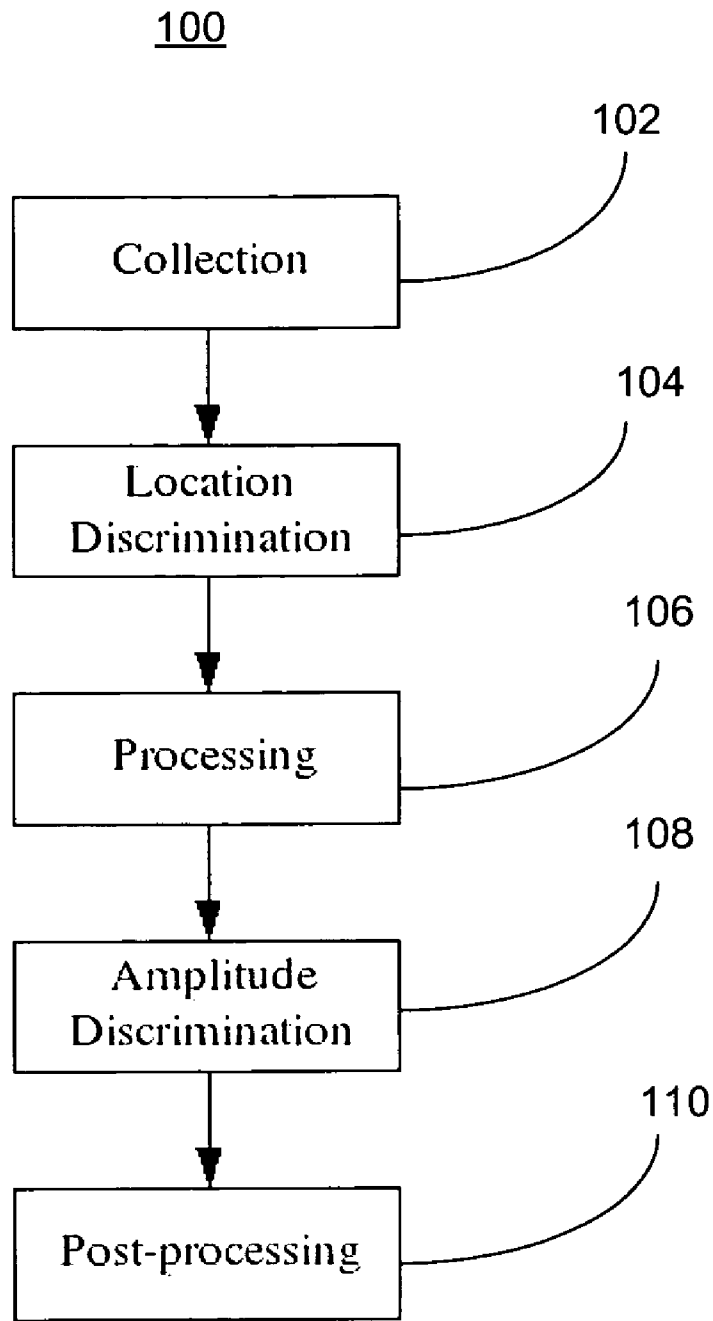 100
102
Collection
104
Location
Discrimination
106
Processing
108
Amplitude
Discrimination
110
Post-processing